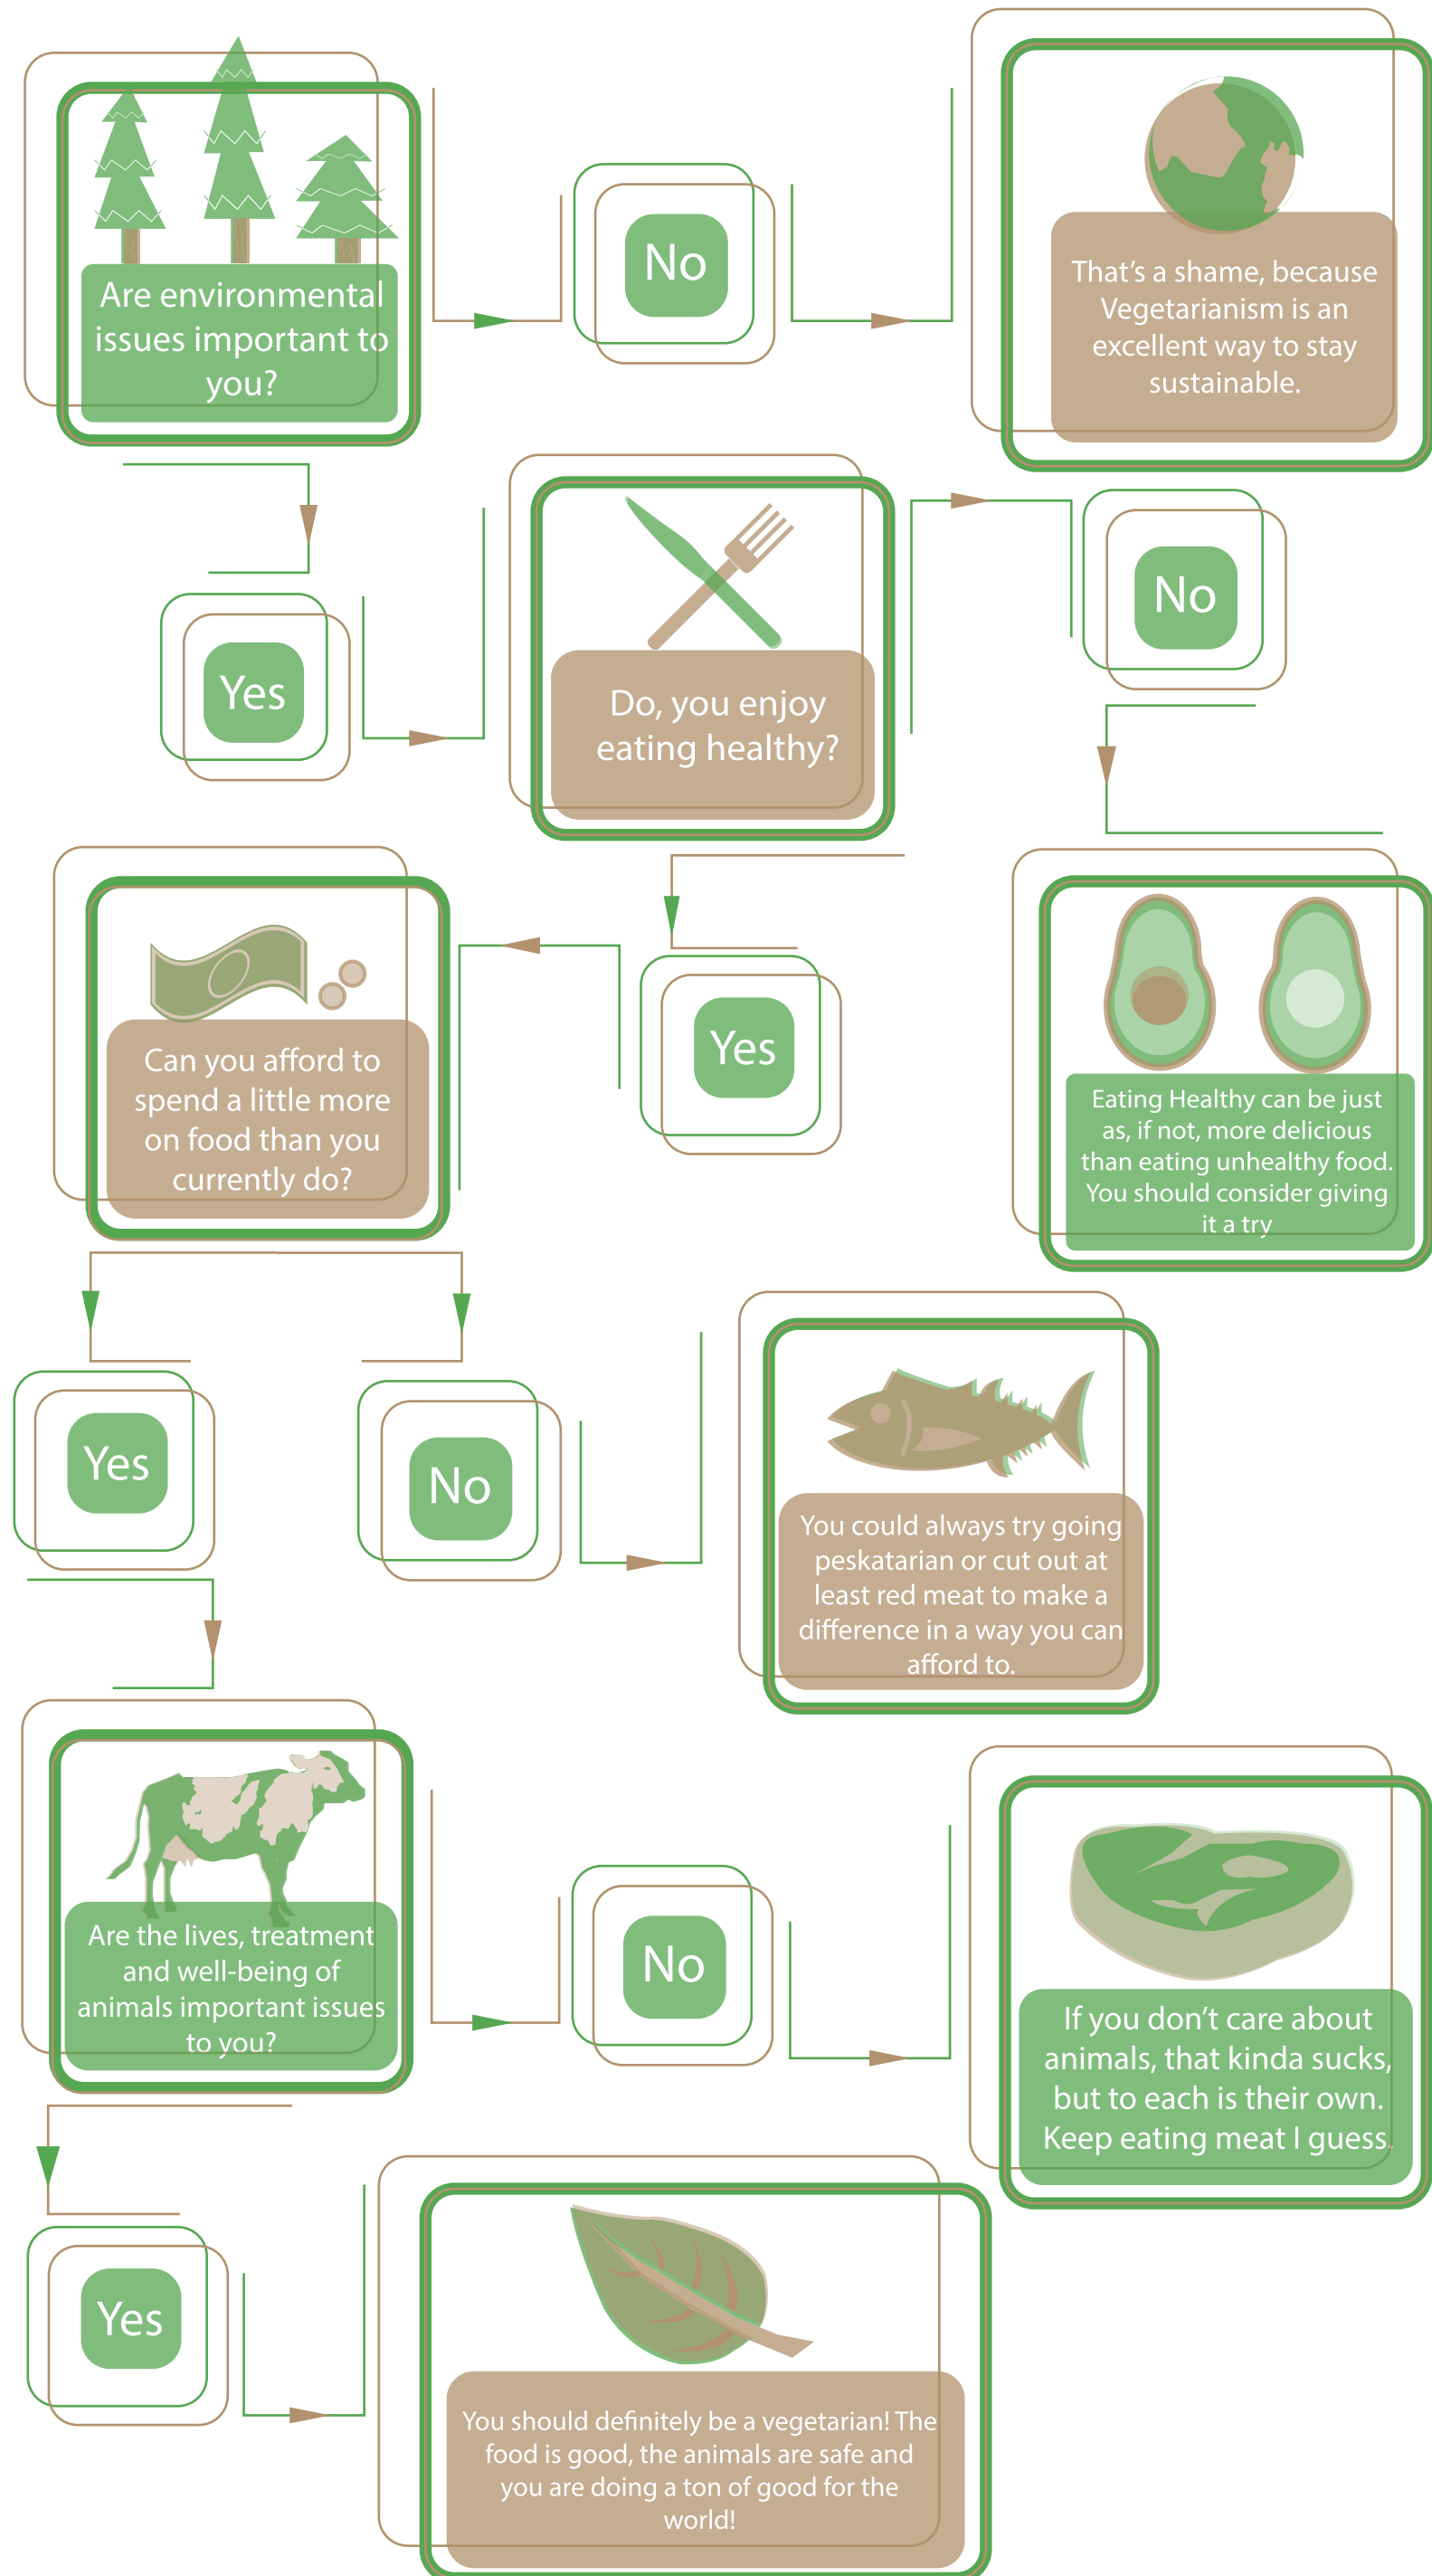 Are environmental
issues important to
you?
No
That's a shame, because
Vegetarianism is an
excellent way to stay
sustainable.
Yes
Do, you enjoy
eating healthy?
No
Eating Healthy can be just
as, if not, more delicious
than eating unhealthy food.
You should consider giving
it a try
Yes
Can you afford to
spend a little more
on food than you
currently do?
Yes
No
You could always try going
peskatarian or cut out at
least red meat to make a
difference in a way you can
afford to.
Are the lives, treatment
and well-being of
animals important issues
to you?
No
If you don't care about
animals, that kinda sucks,
but to each is their own.
Keep eating meat I guess.
Yes
You should definitely be a vegetarian! The
food is good, the animals are safe and
you are doing a ton of good for the
world!